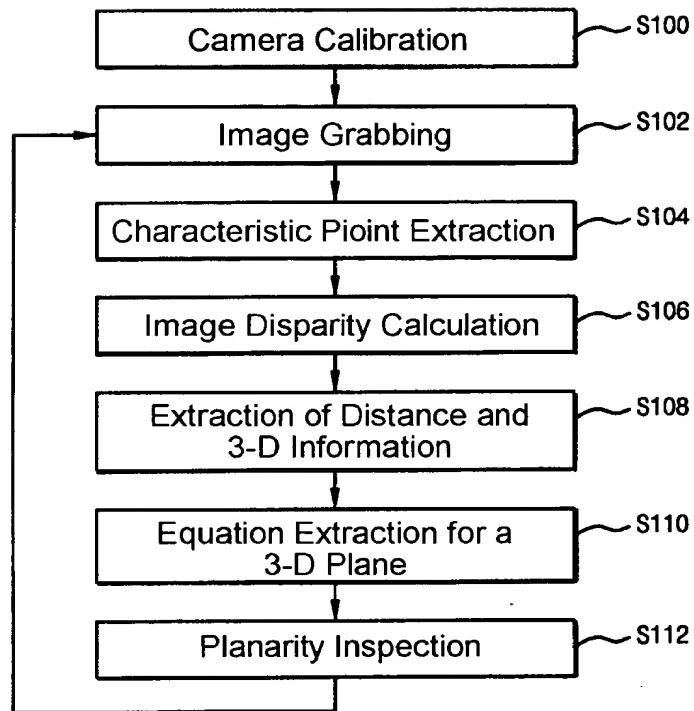 Camera Calibration
S100
Image Grabbing
S102
Characteristic Pioint Extraction
S104
Image Disparity Calculation
S106
Extraction of Distance and
3-D Information
S108
Equation Extraction for a
3-D Plane
S110
Planarity Inspection
S112